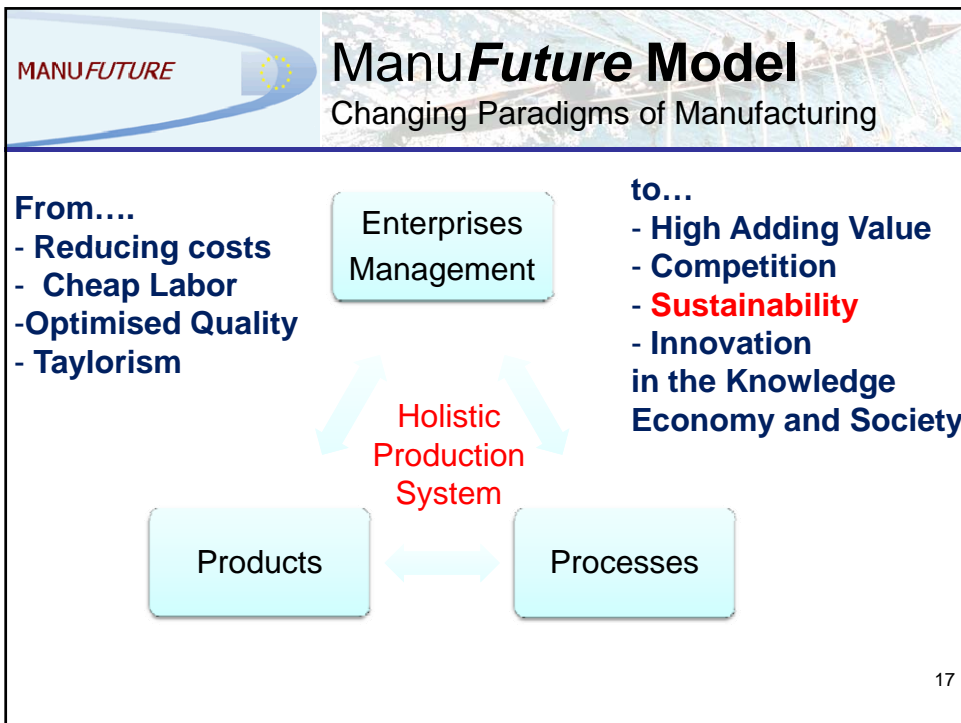 MANUFUTURE
ManuFuture Model
Changing Paradigms of Manufacturing
From....
- Reducing costs
- Cheap Labor
-Optimised Quality
- Taylorism
Enterprises
Management
to...
- High Adding Value
- Competition
- Sustainability
- Innovation
in the Knowledge
Economy and Society
Holistic
Production
System
Products
Processes
17